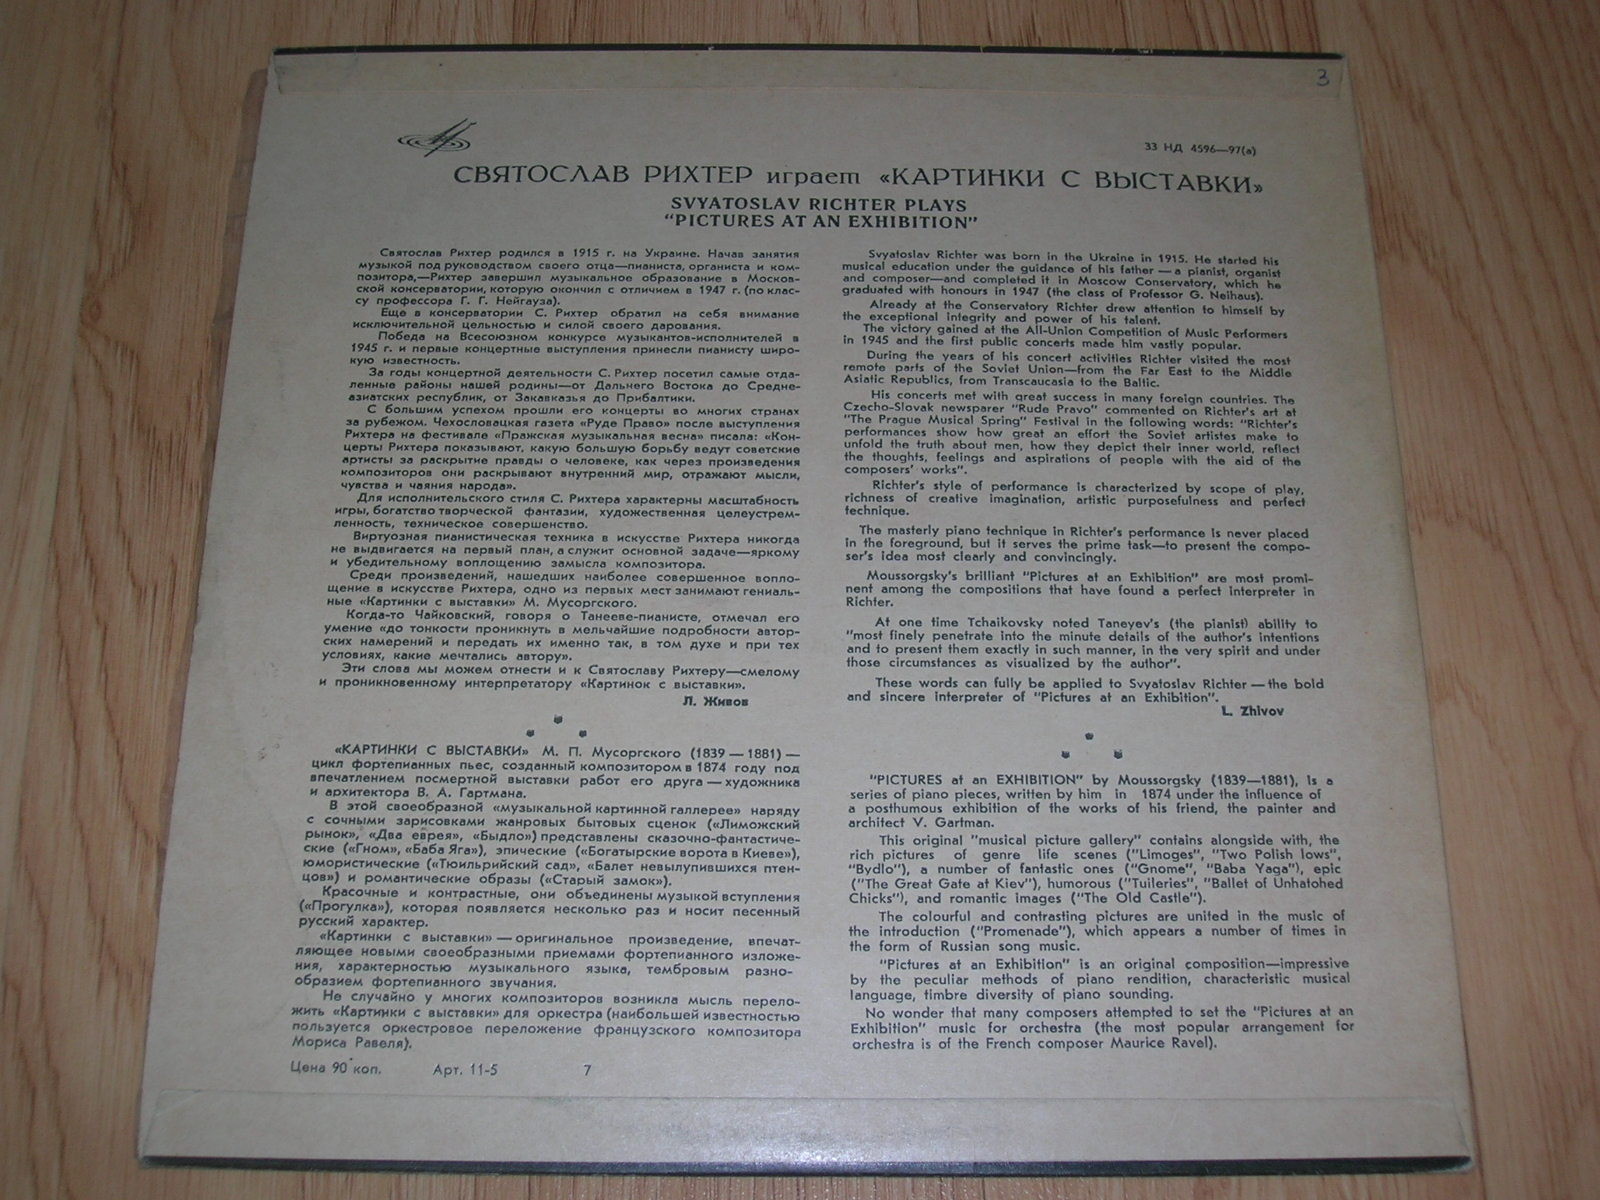 3
33 НД 4596—97(а)
СВЯТОСЛАВ РИХТЕР играет «КАРТИНКИ С ВЫСТАВКИ»
SVYATOSLAV RICHTER PLAYS
“PICTURES AT AN EXHIBITION”
Святослав Рихтер родился в 1915 г. на Украине. Начав занятия
музыкой под руководством своего отца—пианиста, органиста и ком-
позитора,—Рихтер завершил музыкальное образование в Москов-
ской консерватории, которую окончил с отличием в 1947 г. (по клас-
су профессора Г. Г. Нейгауза).
Еще в консерватории С. Рихтер обратил на себя внимание
исключительной цельностью и силой своего дарования.
Победа на Всесоюзном конкурсе музыкантов-исполнителей в
1945 г. и первые концертные выступления принесли пианисту широ-
кую известность.
За годы концертной деятельности С. Рихтер посетил самые отда-
ленные районы нашей родины—от Дальнего Востока до Средне-
азиатских республик, от Закавказья до Прибалтики.
С большим успехом прошли его концерты во многих странах
за рубежом. Чехословацкая газета «Руде Право» после выступления
Рихтера на фестивале «Пражская музыкальная весна» писала: «Кон-
церты Рихтера показывают, какую большую борьбу ведут советские
артисты за раскрытие правды о человеке, как через произведения
композиторов они раскрывают внутренний мир, отражают мысли,
чувства и чаяния народа».
Для исполнительского стиля С. Рихтера характерны масштабность
игры, богатство творческой фантазии, художественная целеустрем-
ленность, техническое совершенство.
Виртуозная пианистическая техника в искусстве Рихтера никогда
не выдвигается на первый план, а служит основной задаче—яркому
и убедительному воплощению замысла композитора.
Среди произведений, нашедших наиболее совершенное вопло-
щение в искусстве Рихтера, одно из первых мест занимают гениаль-
ные «Картинки с выставки» М. Мусоргского.
Когда-то Чайковский, говоря о Танееве-пианисте, отмечал его
умение «до тонкости проникнуть в мельчайшие подробности автор-
ских намерений и передать их именно так, в том духе и при тех
условиях, какие мечтались автору».
Эти слова мы можем отнести и к Святославу Рихтеру—смелому
и проникновенному интерпретатору «Картинок с выставки».
Л. Живов
«КАРТИНКИ С ВЫСТАВКИ» М. П. Мусоргского (1839 — 1881) —
цикл фортепианных пьес, созданный композитором в 1874 году под
впечатлением посмертной выставки работ его друга — художника
и архитектора В. А. Гартмана.
В этой своеобразной «музыкальной картинной галлерее» наряду
с сочными зарисовками жанровых бытовых сценок («Лиможский
рынок», «Два еврея», «Быдло») представлены сказочно-фантастиче-
ские («Гном», «Баба Яга»), эпические («Богатырские ворота в Киеве»),
юмористические («Тюильрийский сад», «Балет невылупившихся птен-
цов») и романтические образы («Старый замок»).
Красочные и контрастные, они объединены музыкой вступления
(«Прогулка»), которая появляется несколько раз и носит песенный
русский характер.
«Картинки с выставки» — оригинальное произведение, впечат-
ляющее новыми своеобразными приемами фортепианного изложе-
ния, характерностью музыкального языка, тембровым разно-
образием фортепианного звучания.
Не случайно у многих композиторов возникла мысль перело-
жить «Картинки с выставки» для оркестра (наибольшей известностью
пользуется оркестровое переложение французского композитора
Мориса Равеля).
Цена 90 коп. Арт. 11-5 7
Svyatoslav Richter was born in the Ukraine in 1915. He started his
musical education under the guidance of his father — a pianist, organist
and composer—and completed it in Moscow Conservatory, which he
graduated with honours in 1947 (the class of Professor G. Neihaus).
Already at the Conservatory Richter drew attention to himself by
the exceptional integrity and power of his talent.
The victory gained at the All-Union Competition of Music Performers
in 1945 and the first public concerts made him vastly popular.
During the years of his concert activities Richter visited the most
remote parts of the Soviet Union—from the Far East to the Middle
Asiatic Republics, from Transcaucasia to the Baltic.
His concerts met with great success in many foreign countries. The
Czecho-Slovak newsparer “Rude Pravo” commented on Richter's art at
“The Prague Musical Spring” Festival in the following words: “Richter's
performances show how great an effort the Soviet artistes make to
unfold the truth about men, how they depict their inner world, reflect
the thoughts, feelings and aspirations of people with the aid of the
composers' works”.
Richter's style of performance is characterized by scope of play,
richness of creative imagination, artistic purposefulness and perfect
technique.
The masterly piano technique in Richter's performance is never placed
in the foreground, but it serves the prime task—to present the compo-
ser's idea most clearly and convincingly.
Moussorgsky's brilliant “Pictures at an Exhibition” are most promi-
nent among the compositions that have found a perfect interpreter in
Richter.
At one time Tchaikovsky noted Taneyev's (the pianist) ability to
“most finely penetrate into the minute details of the author's intentions
and to present them exactly in such manner, in the very spirit and under
those circumstances as visualized by the author”.
These words can fully be applied to Svyatoslav Richter — the bold
and sincere interpreter of “Pictures at an Exhibition”.
L. Zhivov
“PICTURES at an EXHIBITION” by Moussorgsky (1839—1881), is a
series of piano pieces, written by him in 1874 under the influence of
a posthumous exhibition of the works of his friend, the painter and
architect V. Gartman.
This original “musical picture gallery” contains alongside with, the
rich pictures of genre life scenes (“Limoges”, “Two Polish Iows”,
“Bydlo”), a number of fantastic ones (“Gnome”, “Baba Yaga”), epic
(“The Great Gate at Kiev”), humorous (“Tuileries”, “Ballet of Unhatohed
Chicks”), and romantic images (“The Old Castle”).
The colourful and contrasting pictures are united in the music of
the introduction (“Promenade”), which appears a number of times in
the form of Russian song music.
“Pictures at an Exhibition” is an original composition—impressive
by the peculiar methods of piano rendition, characteristic musical
language, timbre diversity of piano sounding.
No wonder that many composers attempted to set the “Pictures at an
Exhibition” music for orchestra (the most popular arrangement for
orchestra is of the French composer Maurice Ravel).